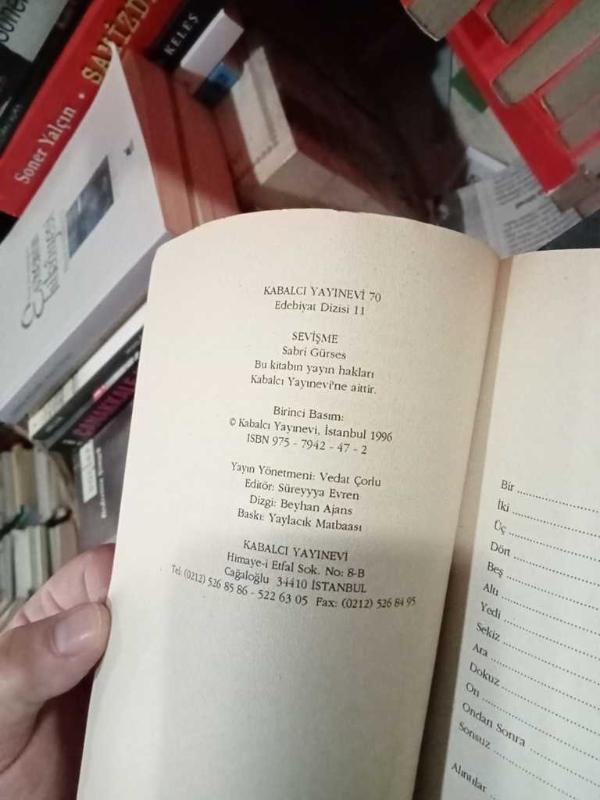 Soner Yalçın • SAMİZDAT
KELEŞ
KABALCI YAYINEVİ 70
Edebiyat Dizisi 11
SEVİŞME
Sabri Gürses
Bu kitabın yayın hakları
Kabalcı Yayınevi'ne aittir.
Birinci Basım:
© Kabalcı Yayınevi, İstanbul 1996
ISBN 975 - 7942 - 47 - 2
Yayın Yönetmeni: Vedat Çorlu
Editör: Süreyyya Evren
Dizgi: Beyhan Ajans
Baskı: Yaylacık Matbaası
KABALCI YAYINEVİ
Himaye-i Etfal Sok. No: 8-B
Cağaloğlu 34410 İSTANBUL
Tel. (0212) 526 85 86 - 522 63 05 Fax: (0212) 526 84 95
Bir
İki
Üç
Dört
Beş
Altı
Yedi
Sekiz
Ara
Dokuz
On
Ondan Sonra
Sonsuz
Alıntılar